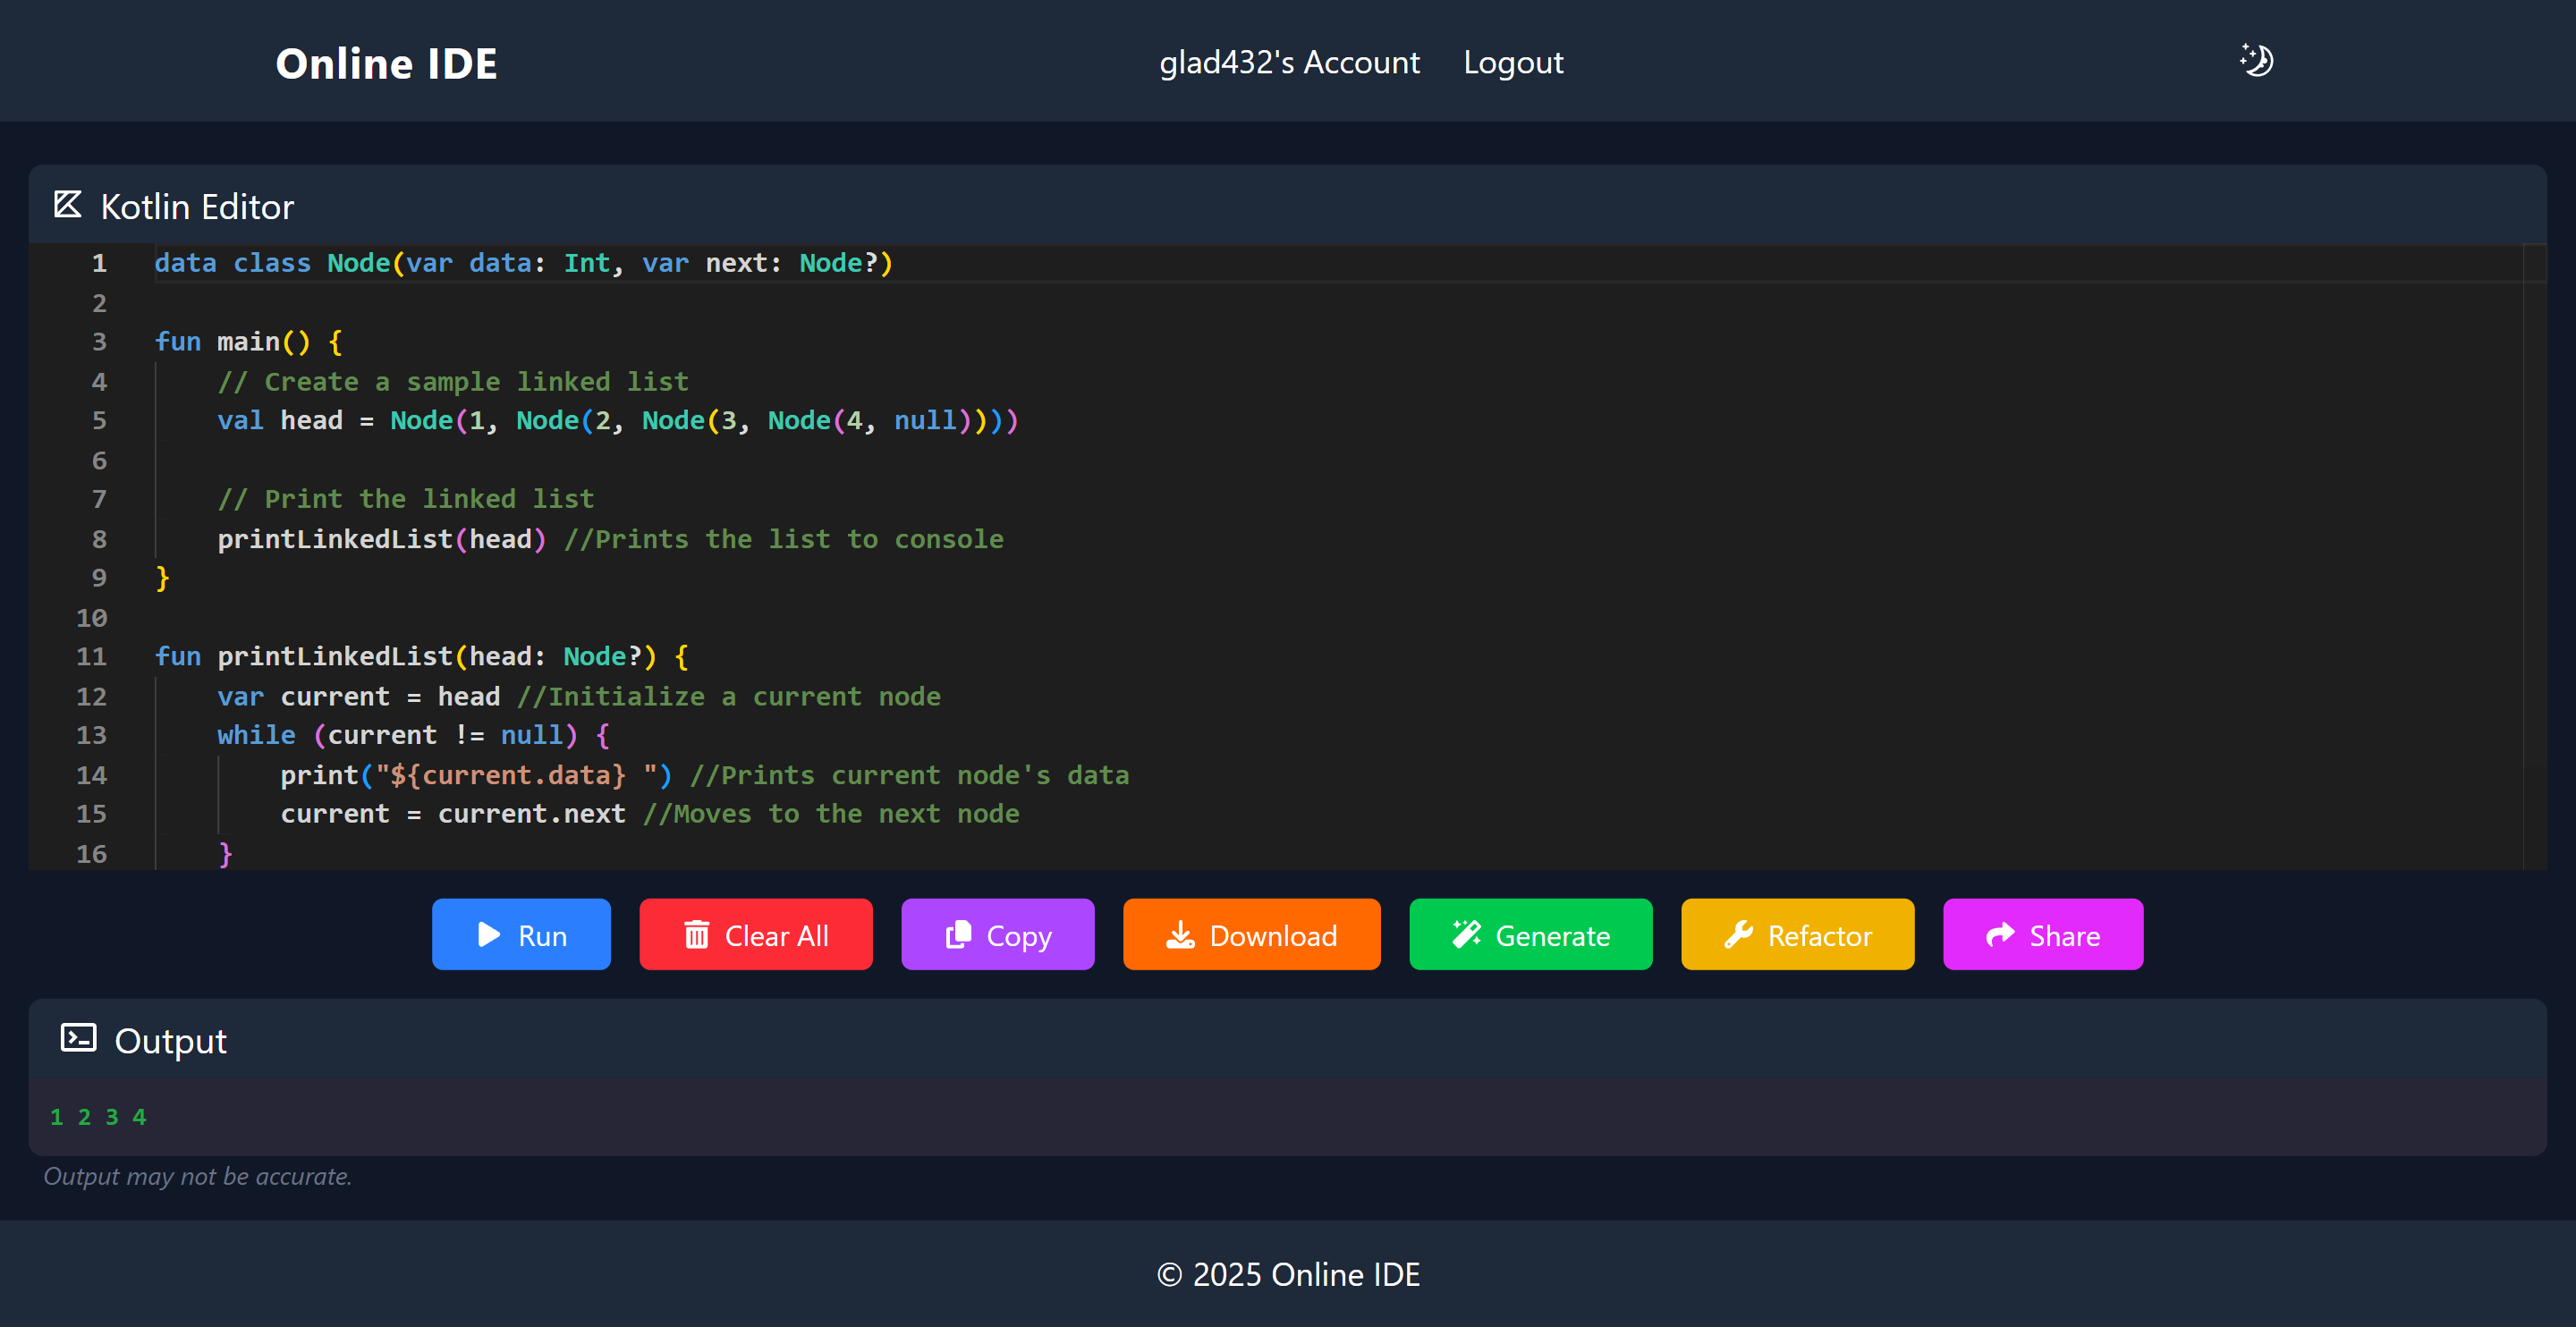 Online IDE
glad432's Account Logout
Kotlin Editor
1 data class Node(var data: Int, var next: Node?)
2
3 fun main() {
4     // Create a sample linked list
5     val head = Node(1, Node(2, Node(3, Node(4, null))))
6
7     // Print the linked list
8     printLinkedList(head) //Prints the list to console
9 }
10
11 fun printLinkedList(head: Node?) {
12     var current = head //Initialize a current node
13     while (current != null) {
14         print("${current.data} ") //Prints current node's data
15         current = current.next //Moves to the next node
16     }
Run Clear All Copy Download Generate Refactor Share
Output
1 2 3 4
Output may not be accurate.
© 2025 Online IDE